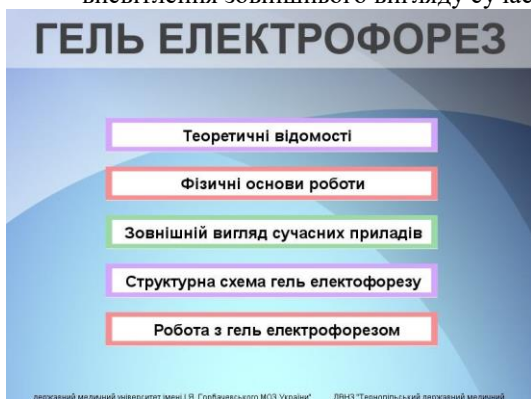 ГЕЛЬ ЕЛЕКТРОФОРЕЗ
Теоретичні відомості
Фізичні основи роботи
Зовнішній вигляд сучасних приладів
Структурна схема гель електофорезу
Робота з гель електрофорезом
державний медичний університет імені І.Я. Горбачевського МОЗ України" ДВНЗ "Тернопільський державний медичний